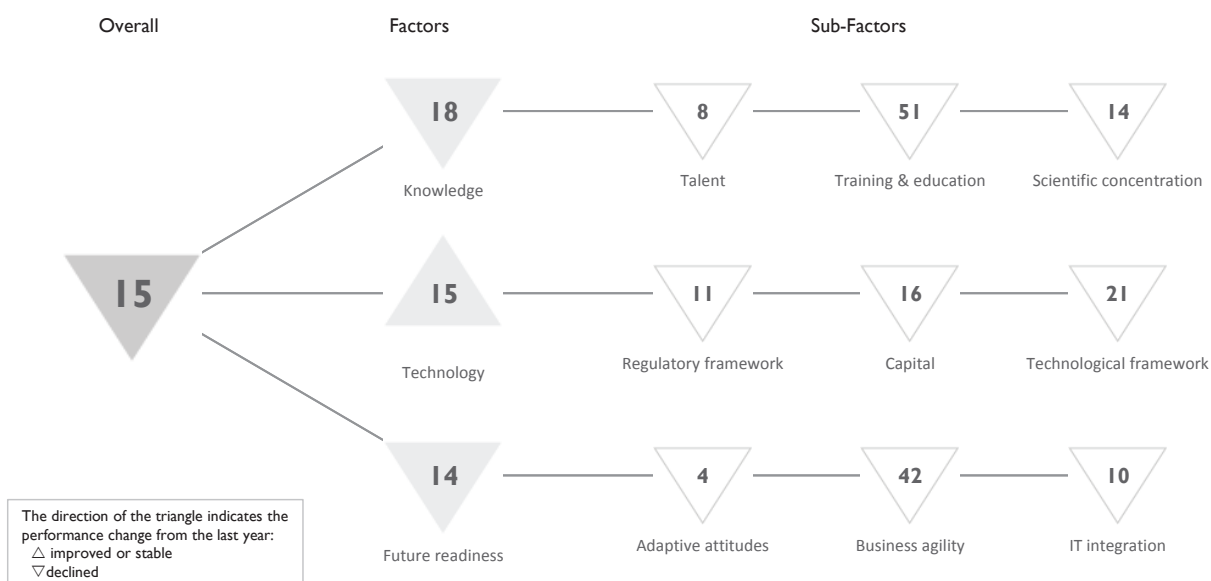 Overall Factors Sub-Factors
18 8 51 14
Knowledge Talent Training & education Scientific concentration
15 15 11 16 21
Technology Regulatory framework Capital Technological framework
14 4 42 10
Future readiness Adaptive attitudes Business agility IT integration
The direction of the triangle indicates the
performance change from the last year:
△ improved or stable
▽ declined